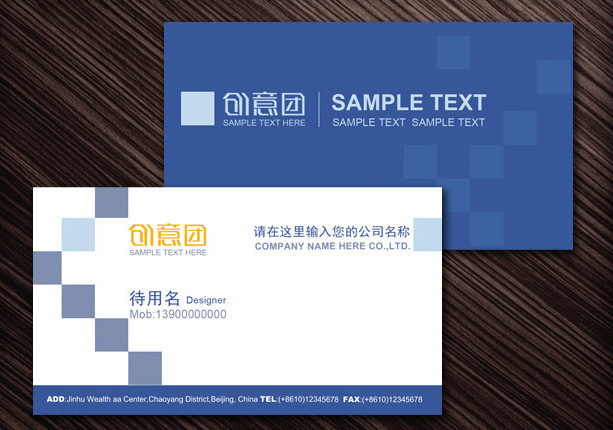 创意团
SAMPLE TEXT HERE
SAMPLE TEXT
SAMPLE TEXT SAMPLE TEXT
创意团
SAMPLE TEXT HERE
请在这里输入您的公司名称
COMPANY NAME HERE CO.,LTD.
待用名 Designer
Mob:13900000000
ADD:Jinhu Wealth aa Center,Chaoyang District,Beijing, China TEL:(+8610)12345678 FAX:(+8610)12345678